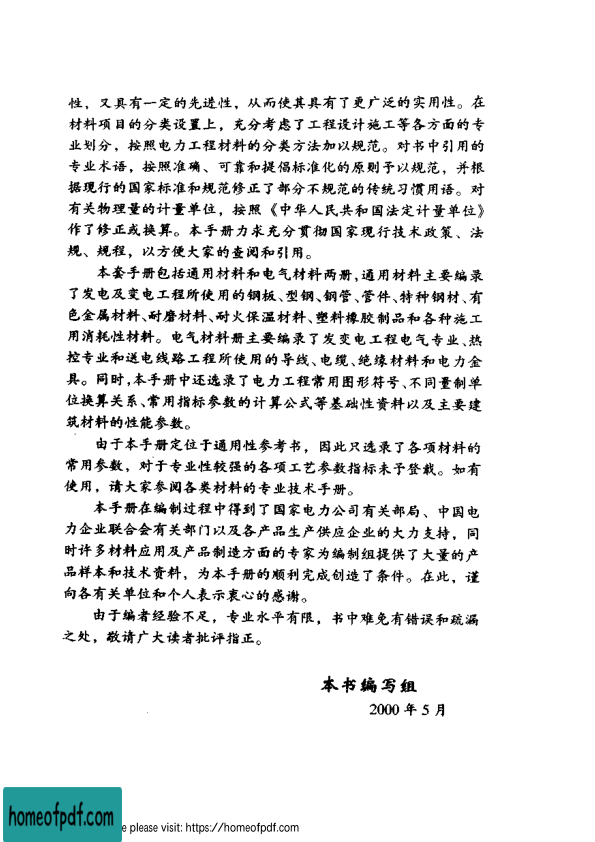 性，又具有一定的先进性，从而使其具有了更广泛的实用性。在
材料项目的分类设置上，充分考虑了工程设计施工等各方面的专
业划分，按照电力工程材料的分类方法加以规范。对书中引用的
专业术语，按照准确、可靠和提倡标准化的原则予以规范，并根
据现行的国家标准和规范修正了部分不规范的传统习惯用语。对
有关物理量的计量单位，按照《中华人民共和国法定计量单位》
作了修正或换算。本手册力求充分贯彻国家现行技术政策、法
规、规程，以方便大家的查阅和引用。
本套手册包括通用材料和电气材料两册，通用材料主要编录
了发电及变电工程所使用的钢板、型钢、钢管、管件、特种钢材、有
色金属材料、耐磨材料、耐火保温材料、塑料橡胶制品和各种施工
用消耗性材料。电气材料册主要编录了发变电工程电气专业、热
控专业和送电线路工程所使用的导线、电缆、绝缘材料和电力金
具。同时，本手册中还选录了电力工程常用图形符号、不同量制单
位换算关系、常用指标参数的计算公式等基础性资料以及主要建
筑材料的性能参数。
由于本手册定位于通用性参考书，因此只选录了各项材料的
常用参数，对于专业性较强的各项工艺参数指标未予登载。如有
使用，请大家参阅各类材料的专业技术手册。
本手册在编制过程中得到了国家电力公司有关部局、中国电
力企业联合会有关部门以及各产品生产供应企业的大力支持，同
时许多材料应用及产品制造方面的专家为编制组提供了大量的产
品样本和技术资料，为本手册的顺利完成创造了条件。在此，谨
向各有关单位和个人表示衷心的感谢。
由于编者经验不足，专业水平有限，书中难免有错误和疏漏
之处，敬请广大读者批评指正。
本书编写组
2000 年 5 月
homeofpdf.com
e please visit: https://homeofpdf.com